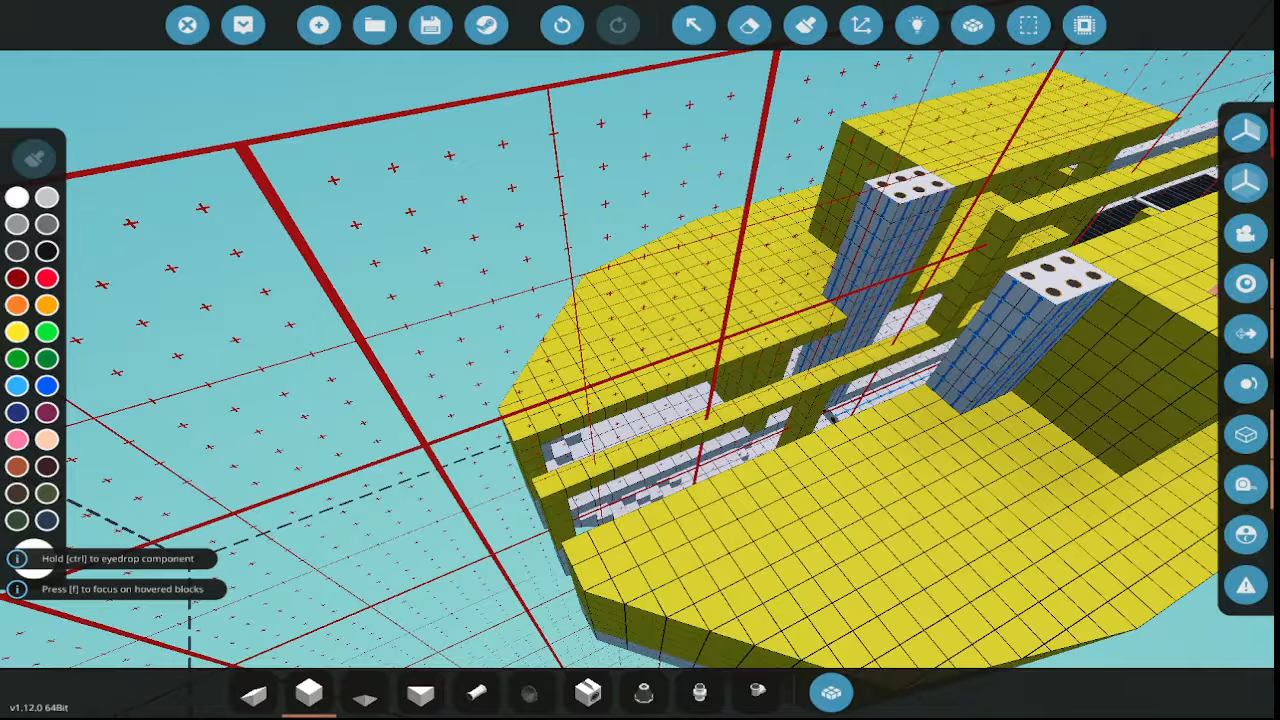 Hold [ctrl] to eyedrop component
Press [f] to focus on hovered blocks
v1.12.0 64Bit